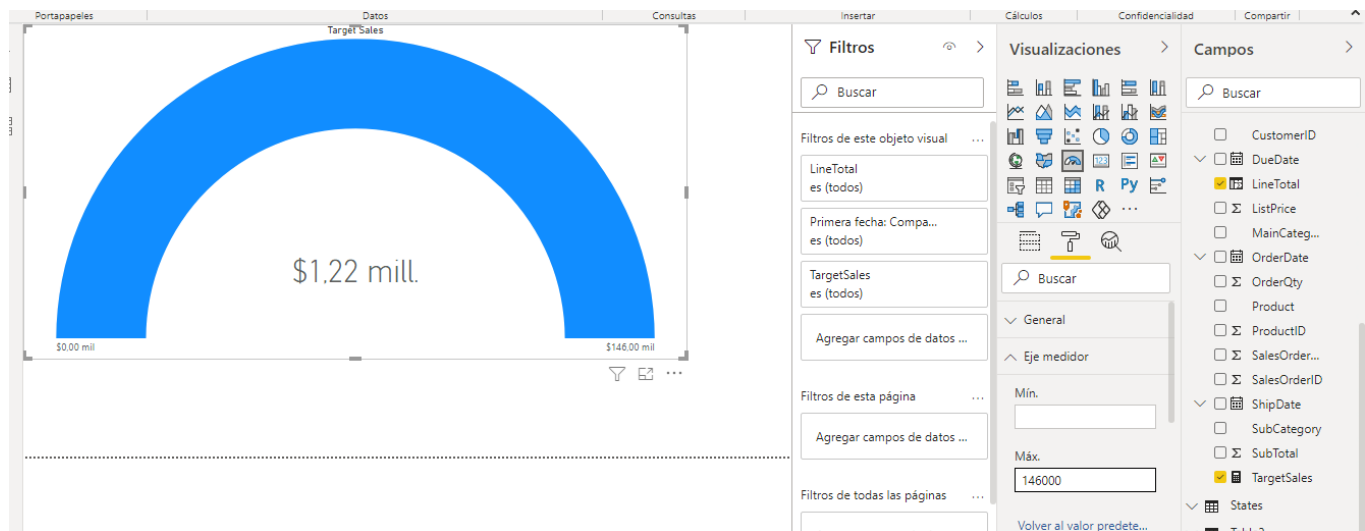 Portapapeles
Datos
Consultas
Insertar
Cálculos
Confidencialidad
Compartir
Target Sales
$1,22 mill.
$0,00 mil
$146,00 mil
Filtros
Buscar
Filtros de este objeto visual ...
LineTotal
es (todos)
Primera fecha: Compa...
es (todos)
TargetSales
es (todos)
Agregar campos de datos ...
Filtros de esta página ...
Agregar campos de datos ...
Filtros de todas las páginas ...
Visualizaciones
123
R
Py
...
Buscar
General
Eje medidor
Mín.
Máx.
146000
Volver al valor predete...
Campos
Buscar
CustomerID
DueDate
LineTotal
Σ ListPrice
MainCateg...
OrderDate
Σ OrderQty
Product
Σ ProductID
Σ SalesOrder...
Σ SalesOrderID
ShipDate
SubCategory
Σ SubTotal
TargetSales
States